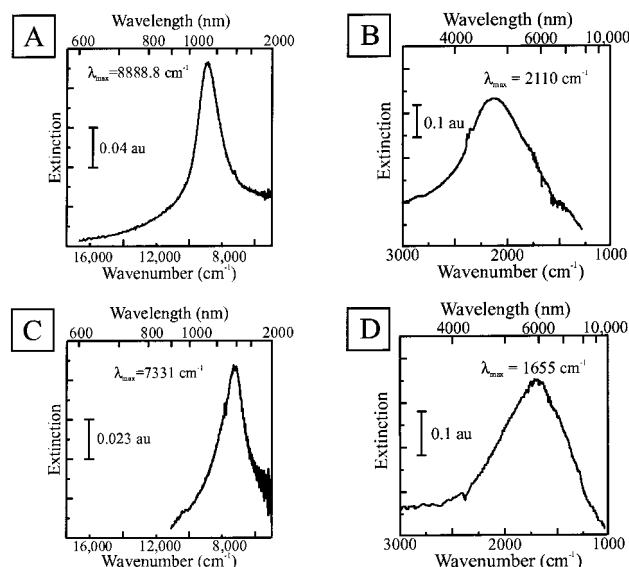 A
Wavelength (nm)
600 800 1000 2000
λmax=8888.8 cm-1
0.04 au
Extinction
16,000 12,000 8,000
Wavenumber (cm-1)
B
Wavelength (nm)
4000 6000 10,000
λmax = 2110 cm-1
0.1 au
Extinction
3000 2000 1000
Wavenumber (cm-1)
C
Wavelength (nm)
600 800 1000 2000
λmax=7331 cm-1
0.023 au
Extinction
16,000 12,000 8,000
Wavenumber (cm-1)
D
Wavelength (nm)
4000 6000 10,000
λmax = 1655 cm-1
0.1 au
Extinction
3000 2000 1000
Wavenumber (cm-1)